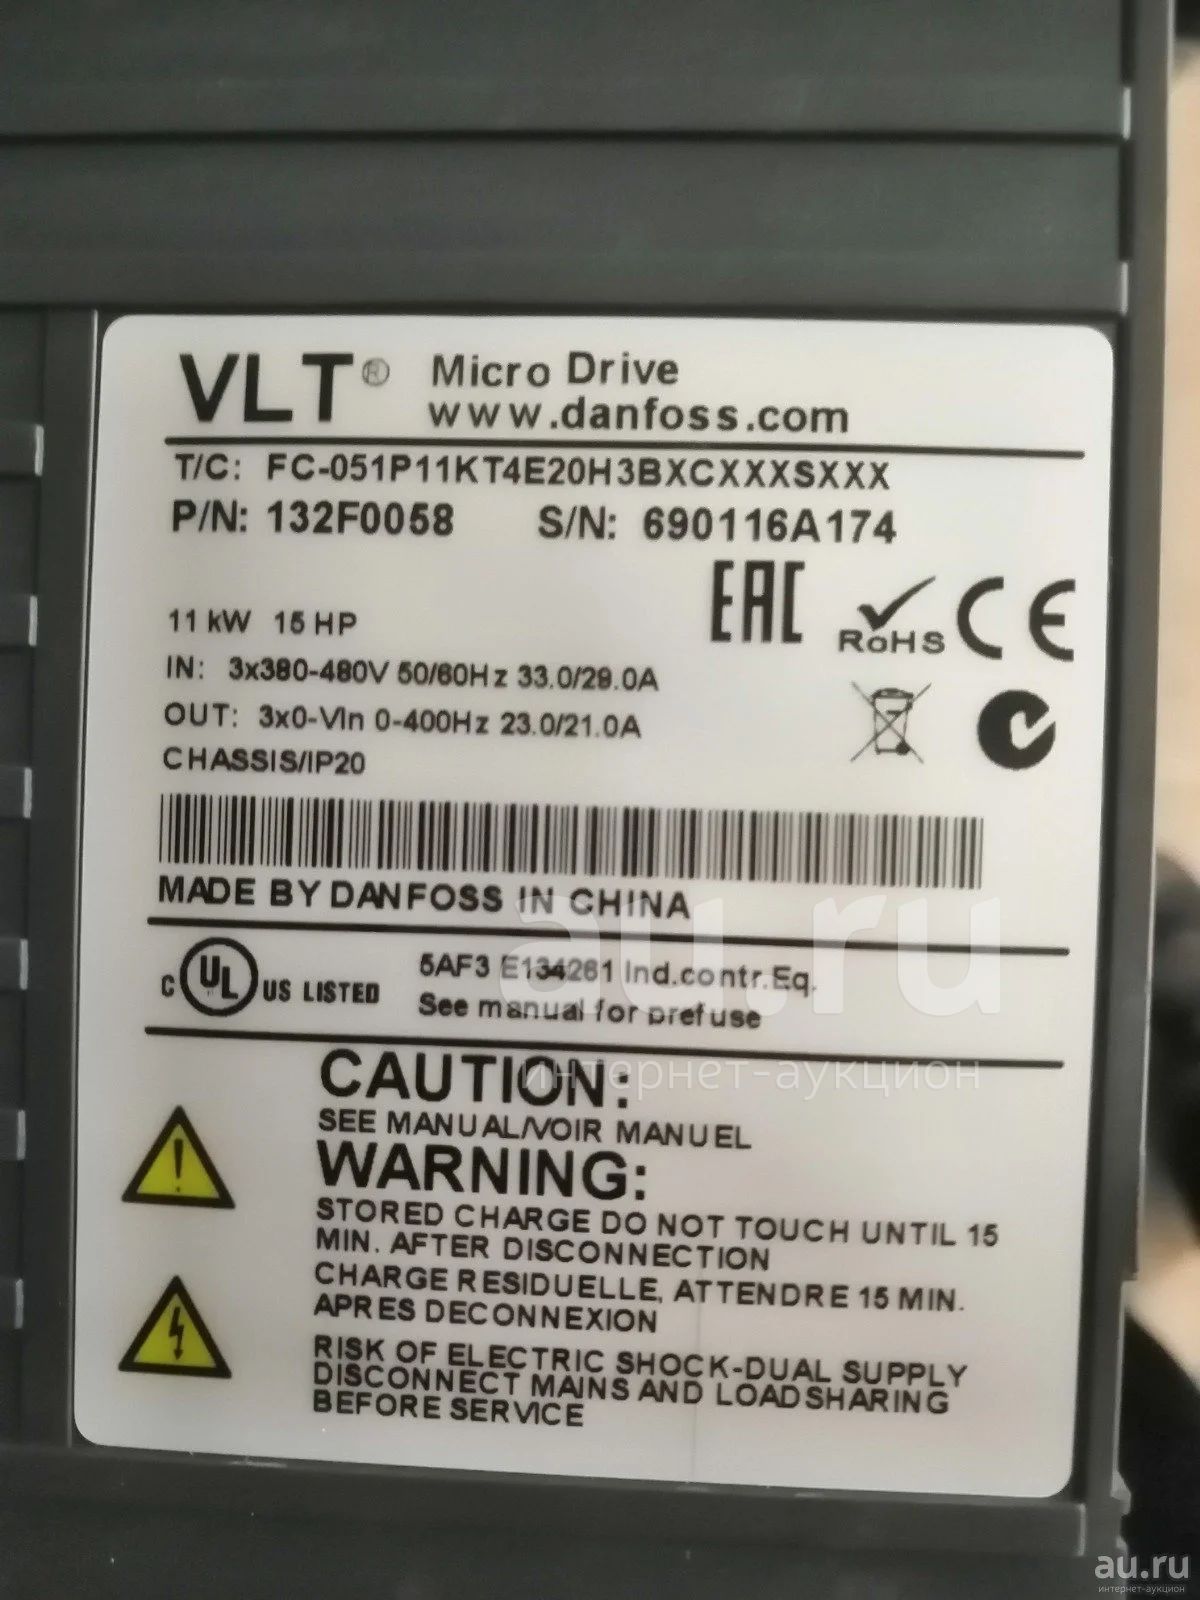 VLT® Micro Drive
www.danfoss.com
T/C: FC-051P11KT4E20H3BXCXXXSXXX
P/N: 132F0058 S/N: 690116A174
EAC
RoHS CE
11 kW 15 HP
IN: 3x380-480V 50/60Hz 33.0/29.0A
OUT: 3x0-Vin 0-400Hz 23.0/21.0A
CHASSIS/IP20
MADE BY DANFOSS IN CHINA
C UL US LISTED
5AF3 E134261 Ind.contr.Eq.
See manual for prefuse
CAUTION:
SEE MANUAL/VOIR MANUEL
WARNING:
STORED CHARGE DO NOT TOUCH UNTIL 15
MIN. AFTER DISCONNECTION
CHARGE RESIDUELLE, ATTENDRE 15 MIN.
APRES DECONNEXION
RISK OF ELECTRIC SHOCK-DUAL SUPPLY
DISCONNECT MAINS AND LOADSHARING
BEFORE SERVICE
au.ru
интернет-аукцион
au.ru
интернет-аукцион